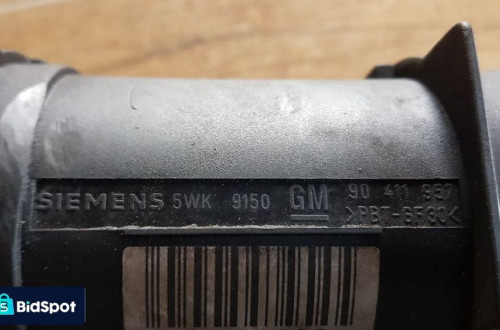 SIEMENS 5WK 9150 GM 90 411 957
>PBT-GF30<
BidSpot